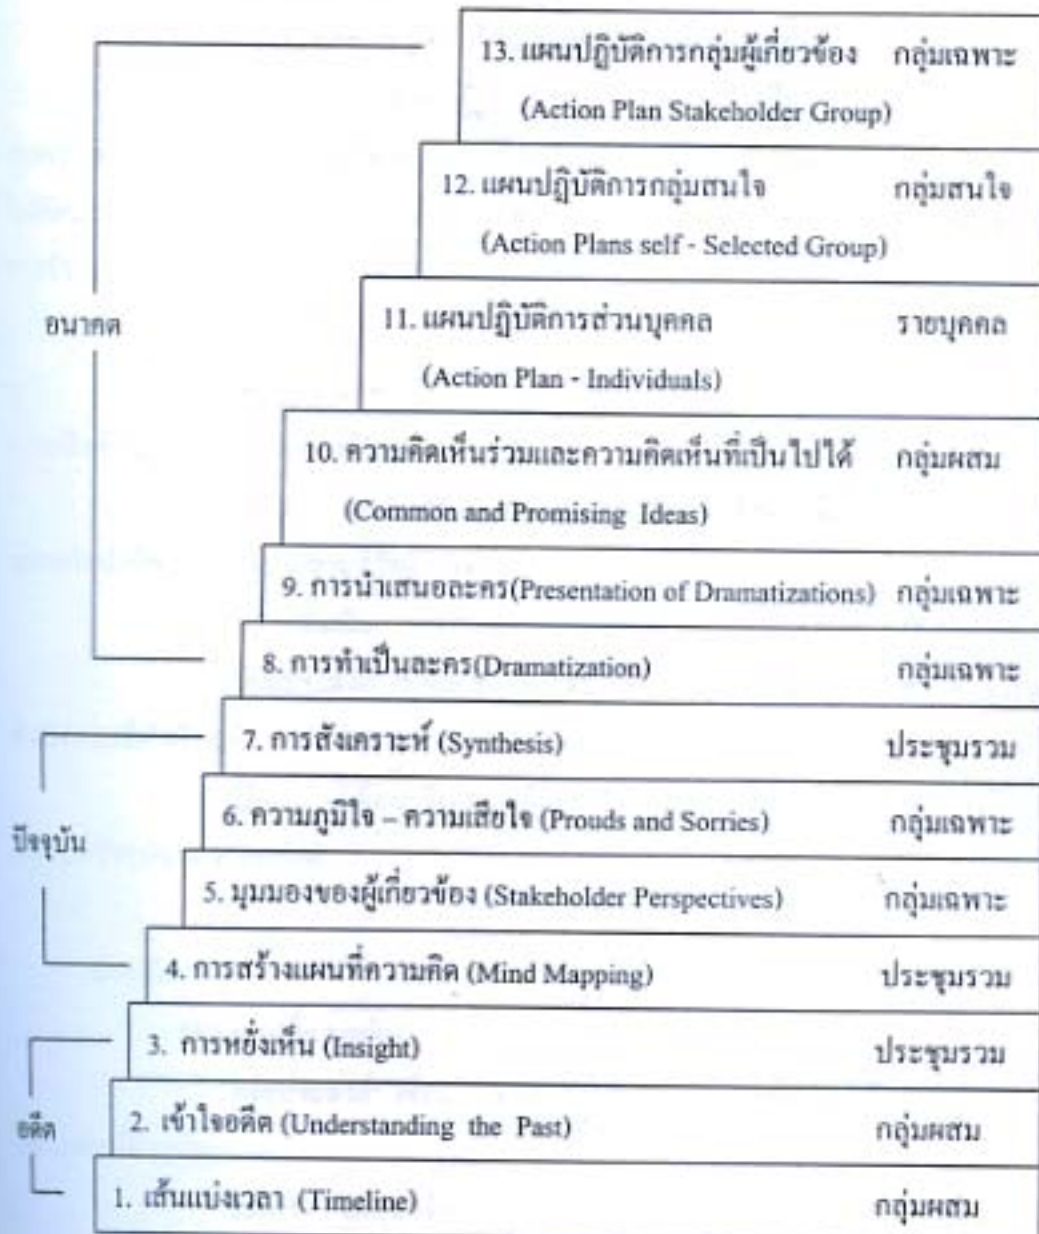 13. แผนปฏิบัติการกลุ่มผู้เกี่ยวข้อง กลุ่มเฉพาะ
(Action Plan Stakeholder Group)
12. แผนปฏิบัติการกลุ่มสนใจ กลุ่มสนใจ
(Action Plans self - Selected Group)
อนาคต
11. แผนปฏิบัติการส่วนบุคคล รายบุคคล
(Action Plan - Individuals)
10. ความคิดเห็นร่วมและความคิดเห็นที่เป็นไปได้ กลุ่มผสม
(Common and Promising Ideas)
9. การนำเสนอละคร(Presentation of Dramatizations) กลุ่มเฉพาะ
8. การทำเป็นละคร(Dramatization) กลุ่มเฉพาะ
7. การสังเคราะห์ (Synthesis) ประชุมรวม
6. ความภูมิใจ – ความเสียใจ (Prouds and Sorries) กลุ่มเฉพาะ
ปัจจุบัน
5. มุมมองของผู้เกี่ยวข้อง (Stakeholder Perspectives) กลุ่มเฉพาะ
4. การสร้างแผนที่ความคิด (Mind Mapping) ประชุมรวม
3. การหยั่งเห็น (Insight) ประชุมรวม
อดีต
2. เข้าใจอดีต (Understanding the Past) กลุ่มผสม
1. เส้นแบ่งเวลา (Timeline) กลุ่มผสม